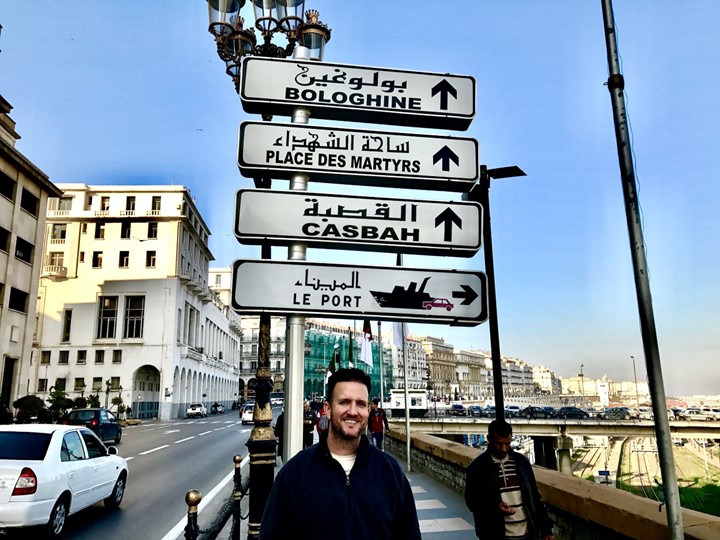 بولوغين
BOLOGHINE
ساحة الشهداء
PLACE DES MARTYRS
القصبة
CASBAH
الميناء
LE PORT